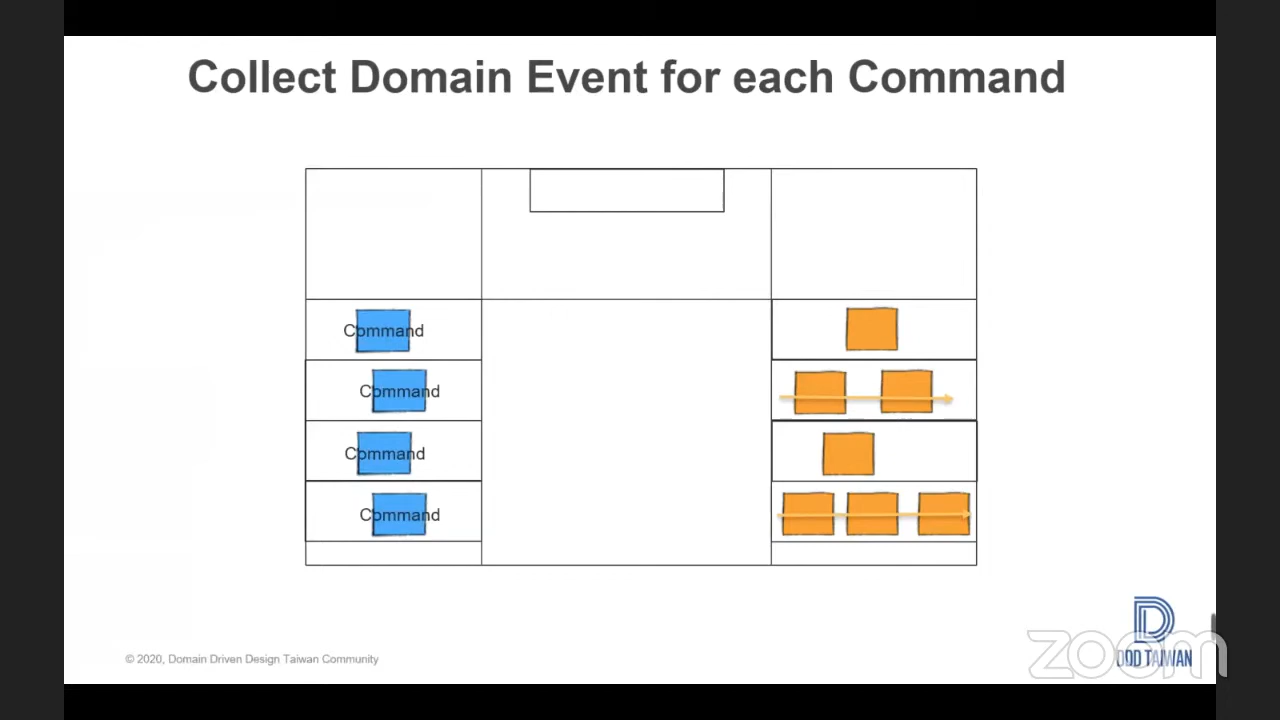 Collect Domain Event for each Command
Command
Command
Command
Command
© 2020, Domain Driven Design Taiwan Community
DDD TAIWAN
zoom